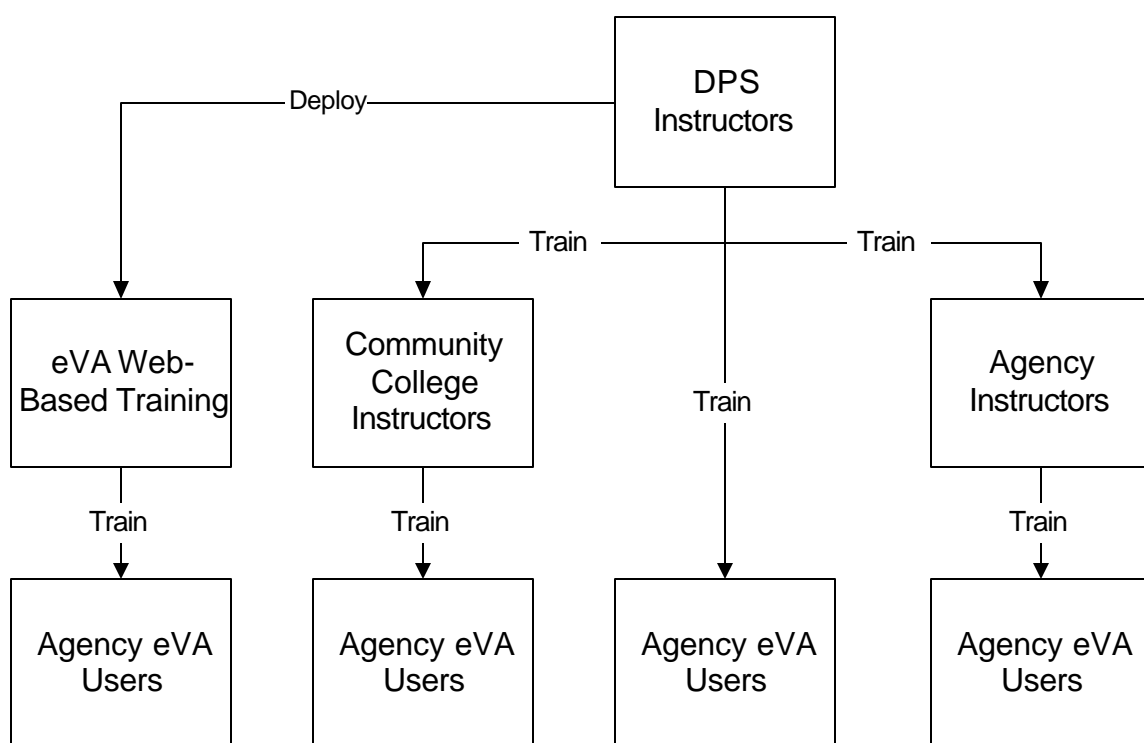 DPS
Instructors
Deploy
Train
Train
eVA Web-
Based Training
Community
College
Instructors
Train
Agency
Instructors
Train
Train
Train
Agency eVA
Users
Agency eVA
Users
Agency eVA
Users
Agency eVA
Users